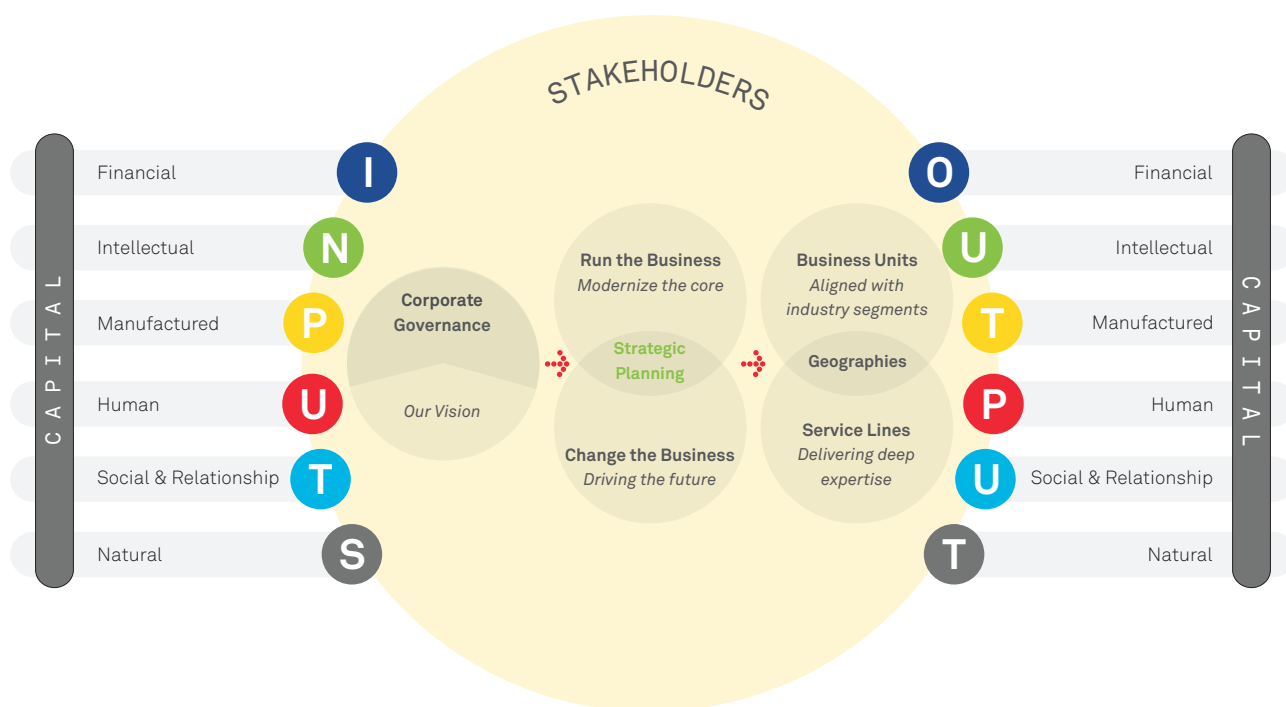 STAKEHOLDERS
CAPITAL
Financial
Intellectual
Manufactured
Human
Social & Relationship
Natural
I
N
P
U
T
S
Corporate
Governance
Our Vision
Run the Business
Modernize the core
Strategic
Planning
Change the Business
Driving the future
Business Units
Aligned with
industry segments
Geographies
Service Lines
Delivering deep
expertise
O
U
T
P
U
T
Financial
Intellectual
Manufactured
Human
Social & Relationship
Natural
CAPITAL